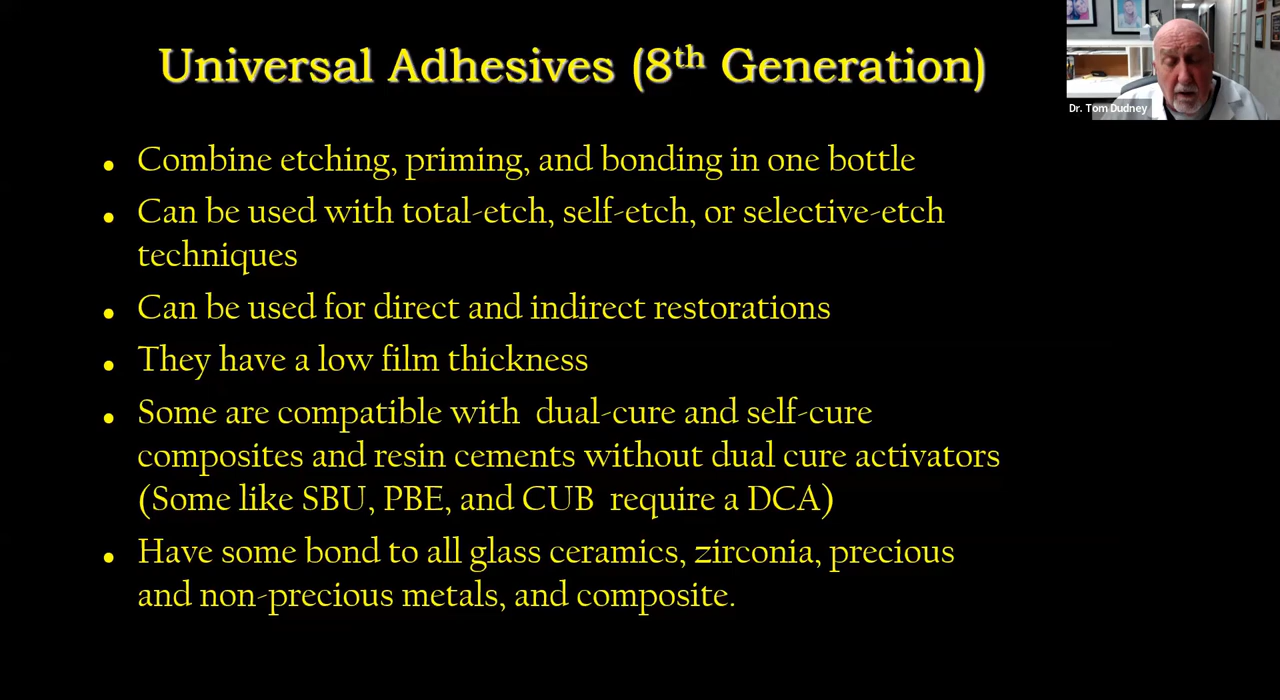 Universal Adhesives (8th Generation)
Dr. Tom Dudney
• Combine etching, priming, and bonding in one bottle
• Can be used with total-etch, self-etch, or selective-etch
techniques
• Can be used for direct and indirect restorations
• They have a low film thickness
• Some are compatible with  dual-cure and self-cure
composites and resin cements without dual cure activators
(Some like SBU, PBE, and CUB  require a DCA)
• Have some bond to all glass ceramics, zirconia, precious
and non-precious metals, and composite.